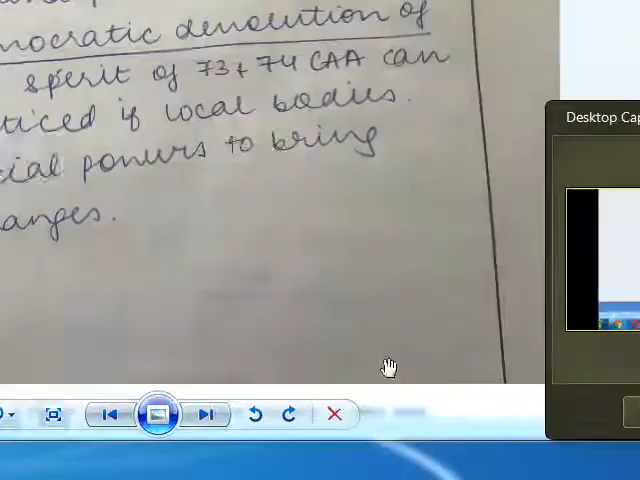 mocratic devolution of
sperit of 73+74 CAA can
ticed if local bodies.
cial powers to bring
anges.
Desktop Cap